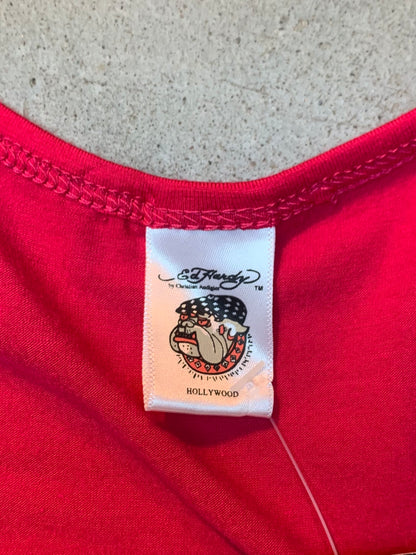 Ed Hardy
by Christian Audigier ™
HOLLYWOOD